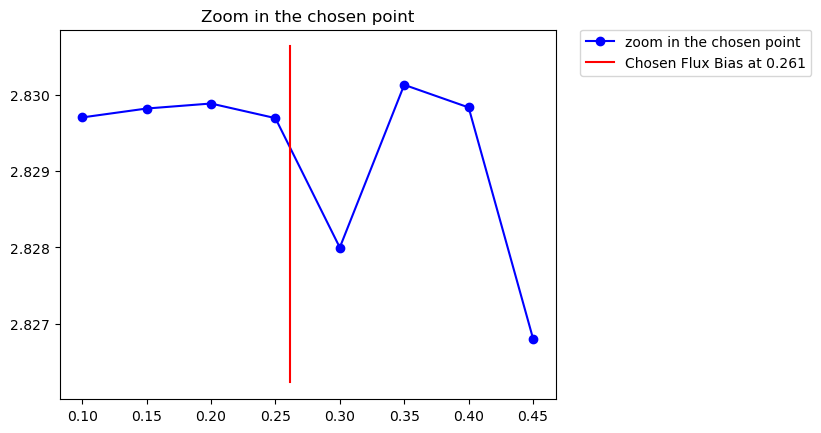 Zoom in the chosen point
zoom in the chosen point
Chosen Flux Bias at 0.261
2.830
2.829
2.828
2.827
0.10 0.15 0.20 0.25 0.30 0.35 0.40 0.45